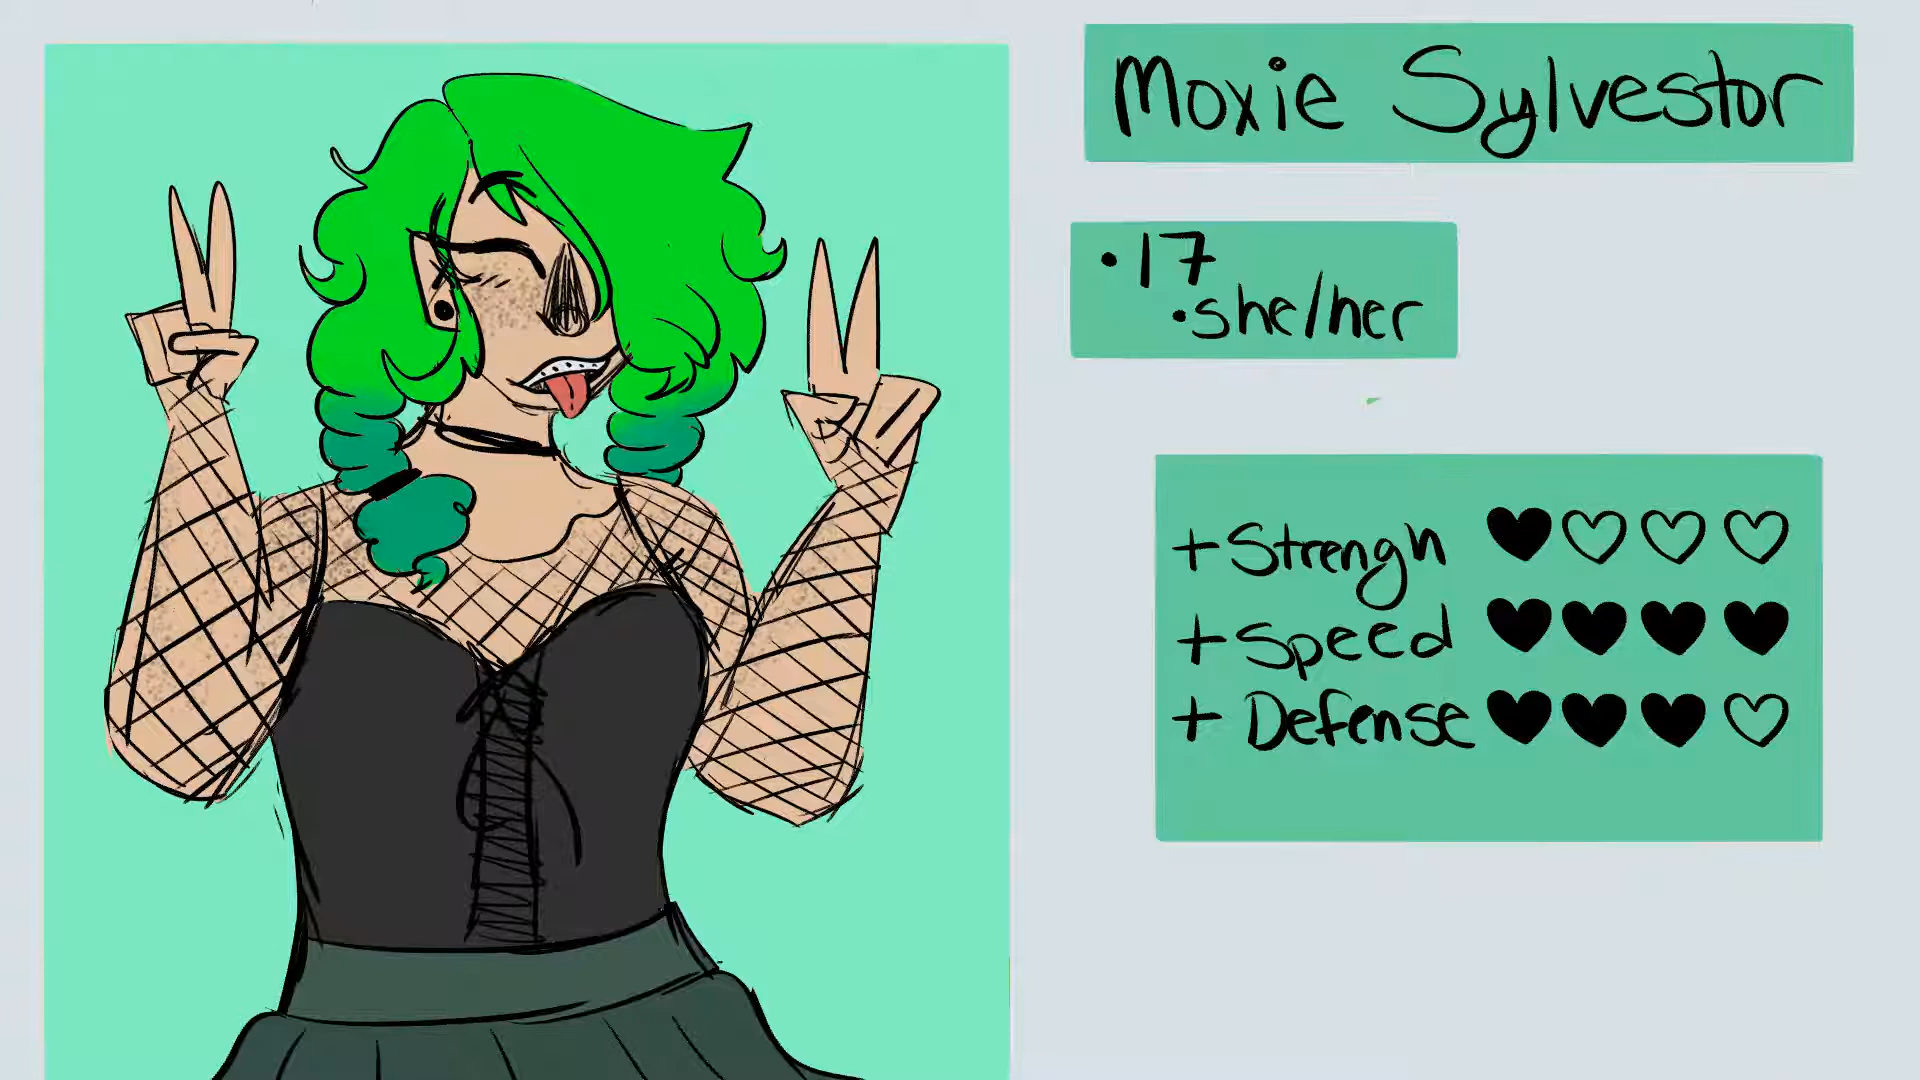 Moxie Sylvestor
•17
•she/her
+Strengh
+Speed
+ Defense